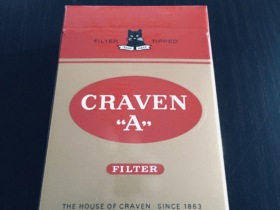 FILTER TIPPED
CRAVEN
"A"
FILTER
THE HOUSE OF CRAVEN · SINCE 1863